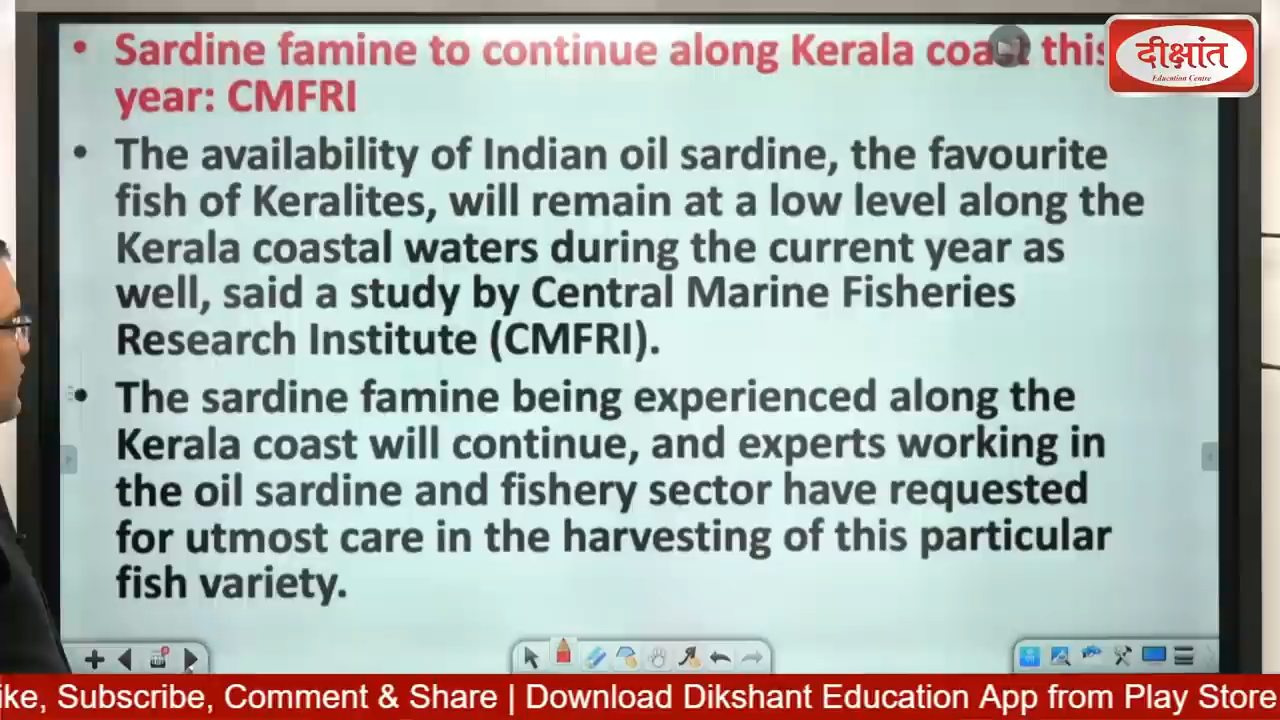 Sardine famine to continue along Kerala coast this
year: CMFRI
The availability of Indian oil sardine, the favourite
fish of Keralites, will remain at a low level along the
Kerala coastal waters during the current year as
well, said a study by Central Marine Fisheries
Research Institute (CMFRI).
The sardine famine being experienced along the
Kerala coast will continue, and experts working in
the oil sardine and fishery sector have requested
for utmost care in the harvesting of this particular
fish variety.
दीक्षांत
Education Centre
ike, Subscribe, Comment & Share | Download Dikshant Education App from Play Store